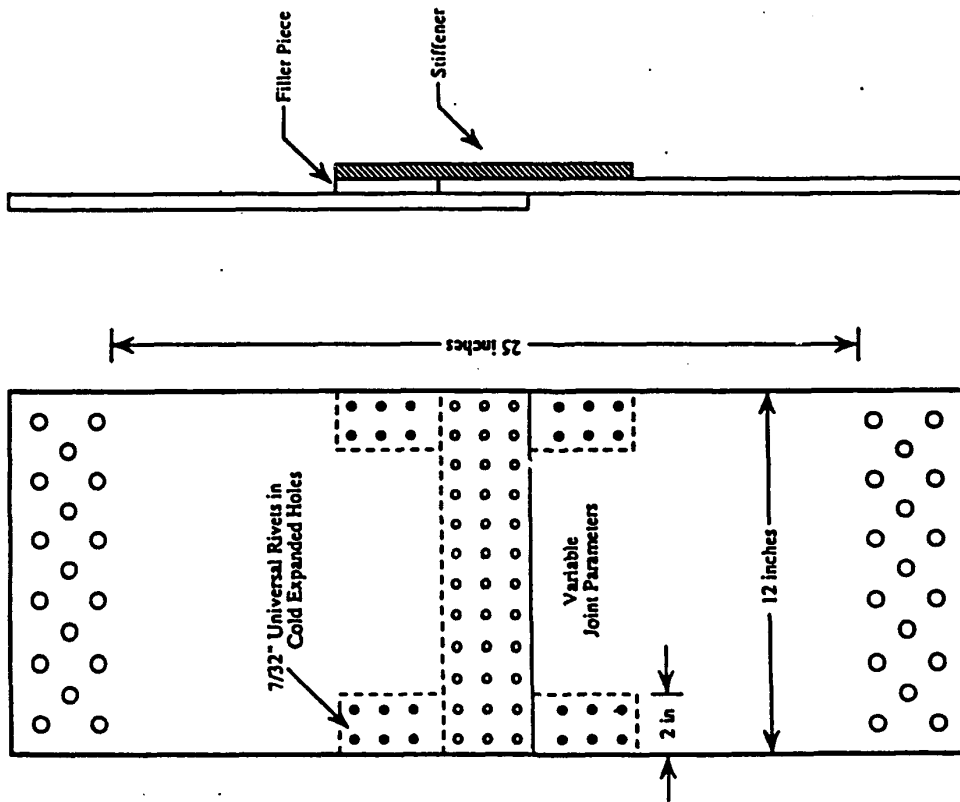 Filler Piece
Stiffener
25 inches
7/32" Universal Rivets in
Cold Expanded Holes
Variable
Joint Parameters
12 inches
2 in